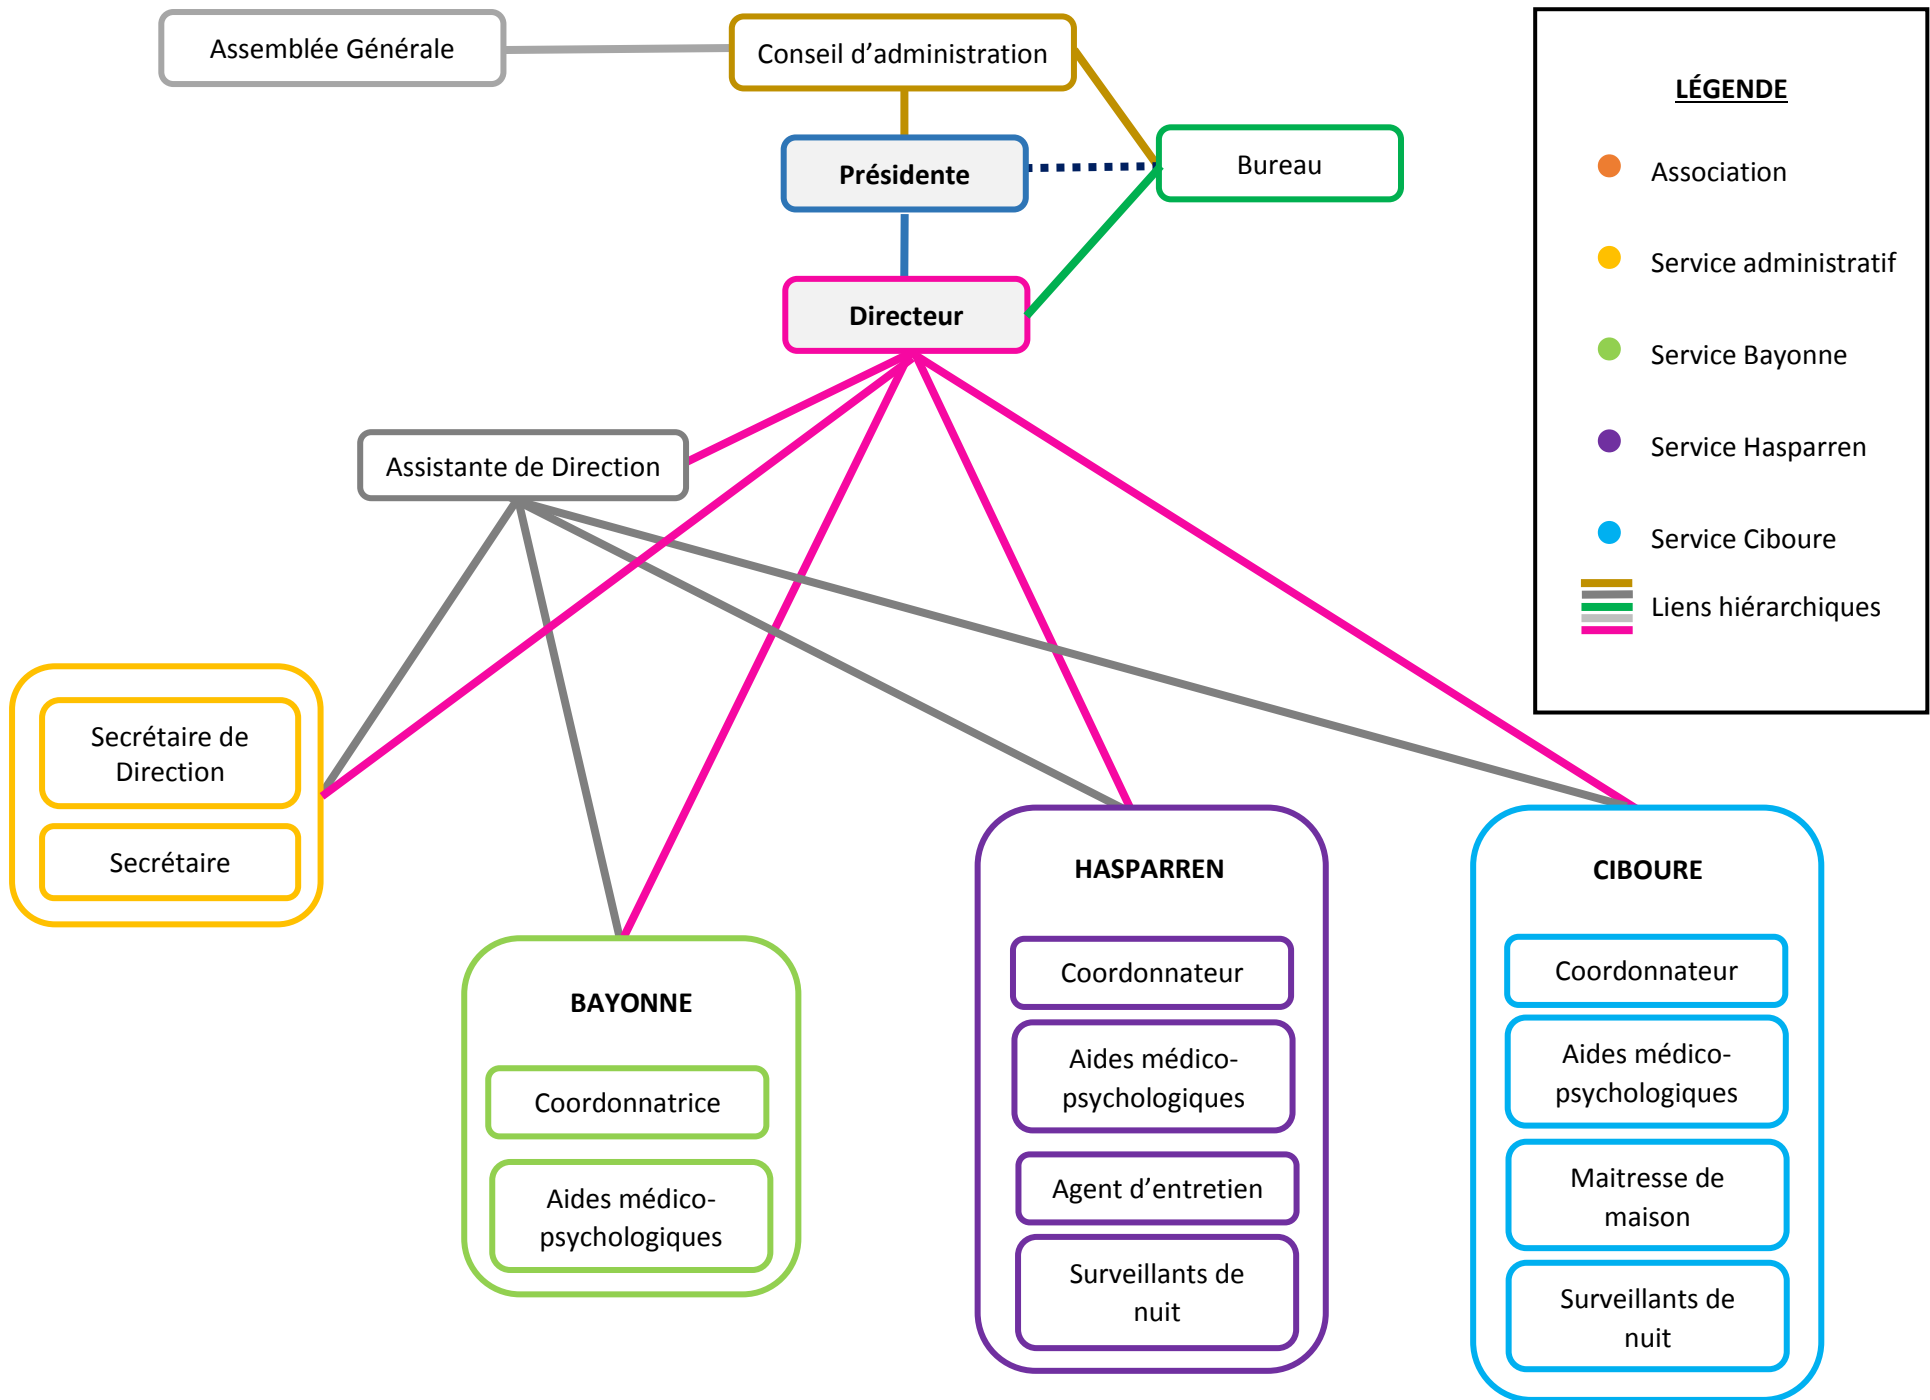 Assemblée Générale
Conseil d’administration
Présidente
Bureau
Directeur
Assistante de Direction
Secrétaire de
Direction
Secrétaire
BAYONNE
Coordonnatrice
Aides médico-
psychologiques
HASPARREN
Coordonnateur
Aides médico-
psychologiques
Agent d’entretien
Surveillants de
nuit
CIBOURE
Coordonnateur
Aides médico-
psychologiques
Maitresse de
maison
Surveillants de
nuit
LÉGENDE
Association
Service administratif
Service Bayonne
Service Hasparren
Service Ciboure
Liens hiérarchiques